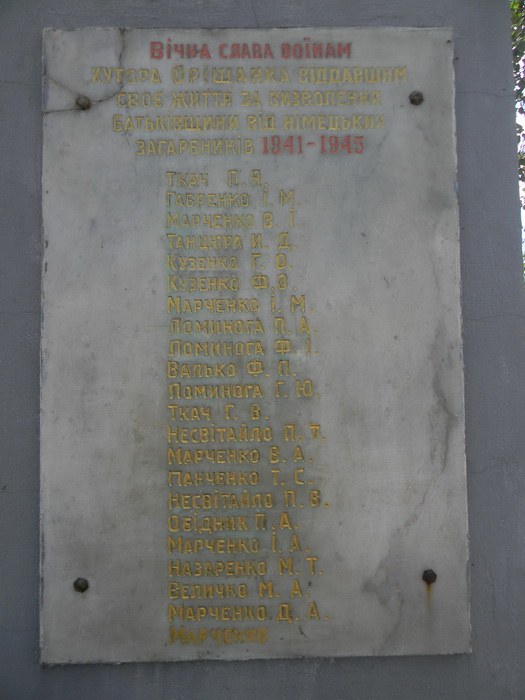 Вічна слава воїнам
хутора Орішанка віддавшим
своє життя за визволення
батьківщини від німецьких
загарбників 1941-1945
Ткач П. Я.
Гавренко І. М.
Марченко В. І.
Танцюра И. Д.
Кузенко Г. О.
Кузенко Ф. О.
Марченко І. М.
Ломинога П. А.
Ломинога Ф. І.
Валько Ф. П.
Ломинога Г. Ю.
Ткач Г. В.
Несвітайло П. Т.
Марченко В. А.
Панченко Т. С.
Несвітайло П. В.
Обідник П. А.
Марченко І. А.
Назаренко М. Т.
Величко М. А.
Марченко Д. А.
Марченко